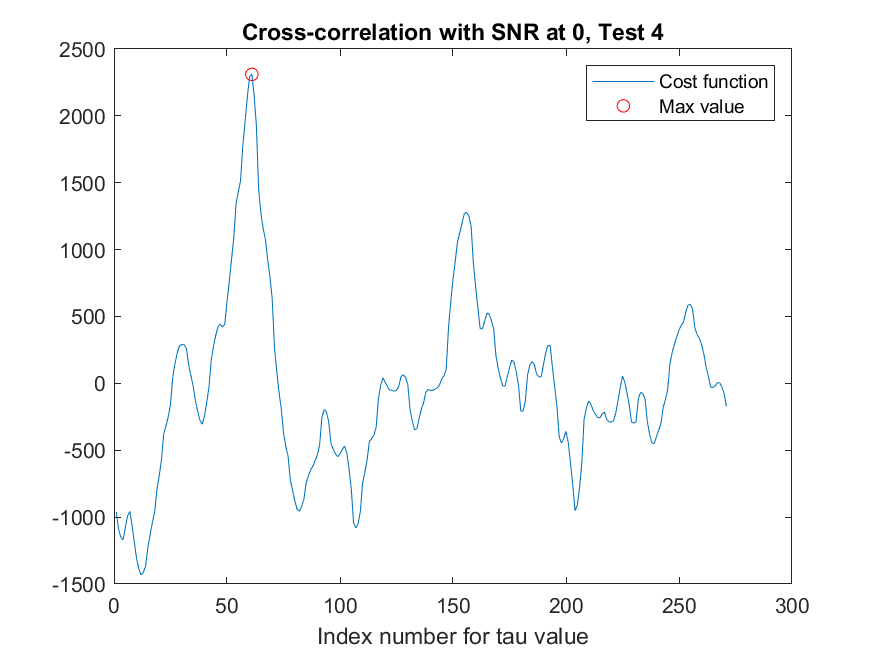 Cross-correlation with SNR at 0, Test 4
2500
2000
1500
1000
500
0
-500
-1000
-1500
0 50 100 150 200 250 300
Index number for tau value
Cost function
Max value